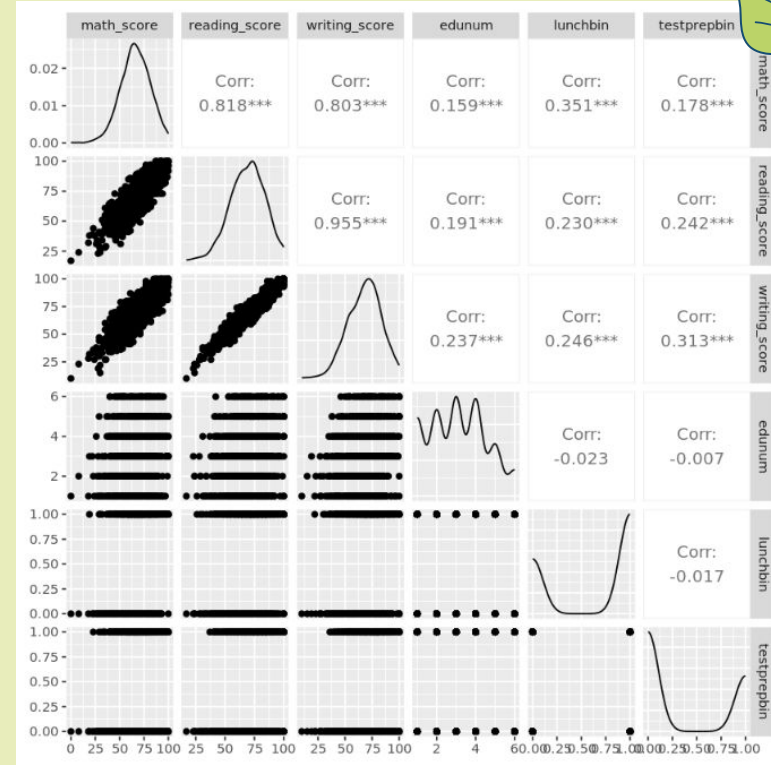 math_score reading_score writing_score edunum lunchbin testprepbin
0.02
0.01
0.00
Corr:
0.818***
Corr:
0.803***
Corr:
0.159***
Corr:
0.351***
Corr:
0.178***
math_score
100
75
50
25
Corr:
0.955***
Corr:
0.191***
Corr:
0.230***
Corr:
0.242***
reading_score
100
75
50
25
Corr:
0.237***
Corr:
0.246***
Corr:
0.313***
writing_score
6
4
2
Corr:
-0.023
Corr:
-0.007
edunum
1.00
0.75
0.50
0.25
0.00
Corr:
-0.017
lunchbin
1.00
0.75
0.50
0.25
0.00
testprepbin
0 25 50 75 100 25 50 75 100 25 50 75 100 2 4 6 0.00 0.25 0.50 0.75 1.00 0.00 0.25 0.50 0.75 1.00